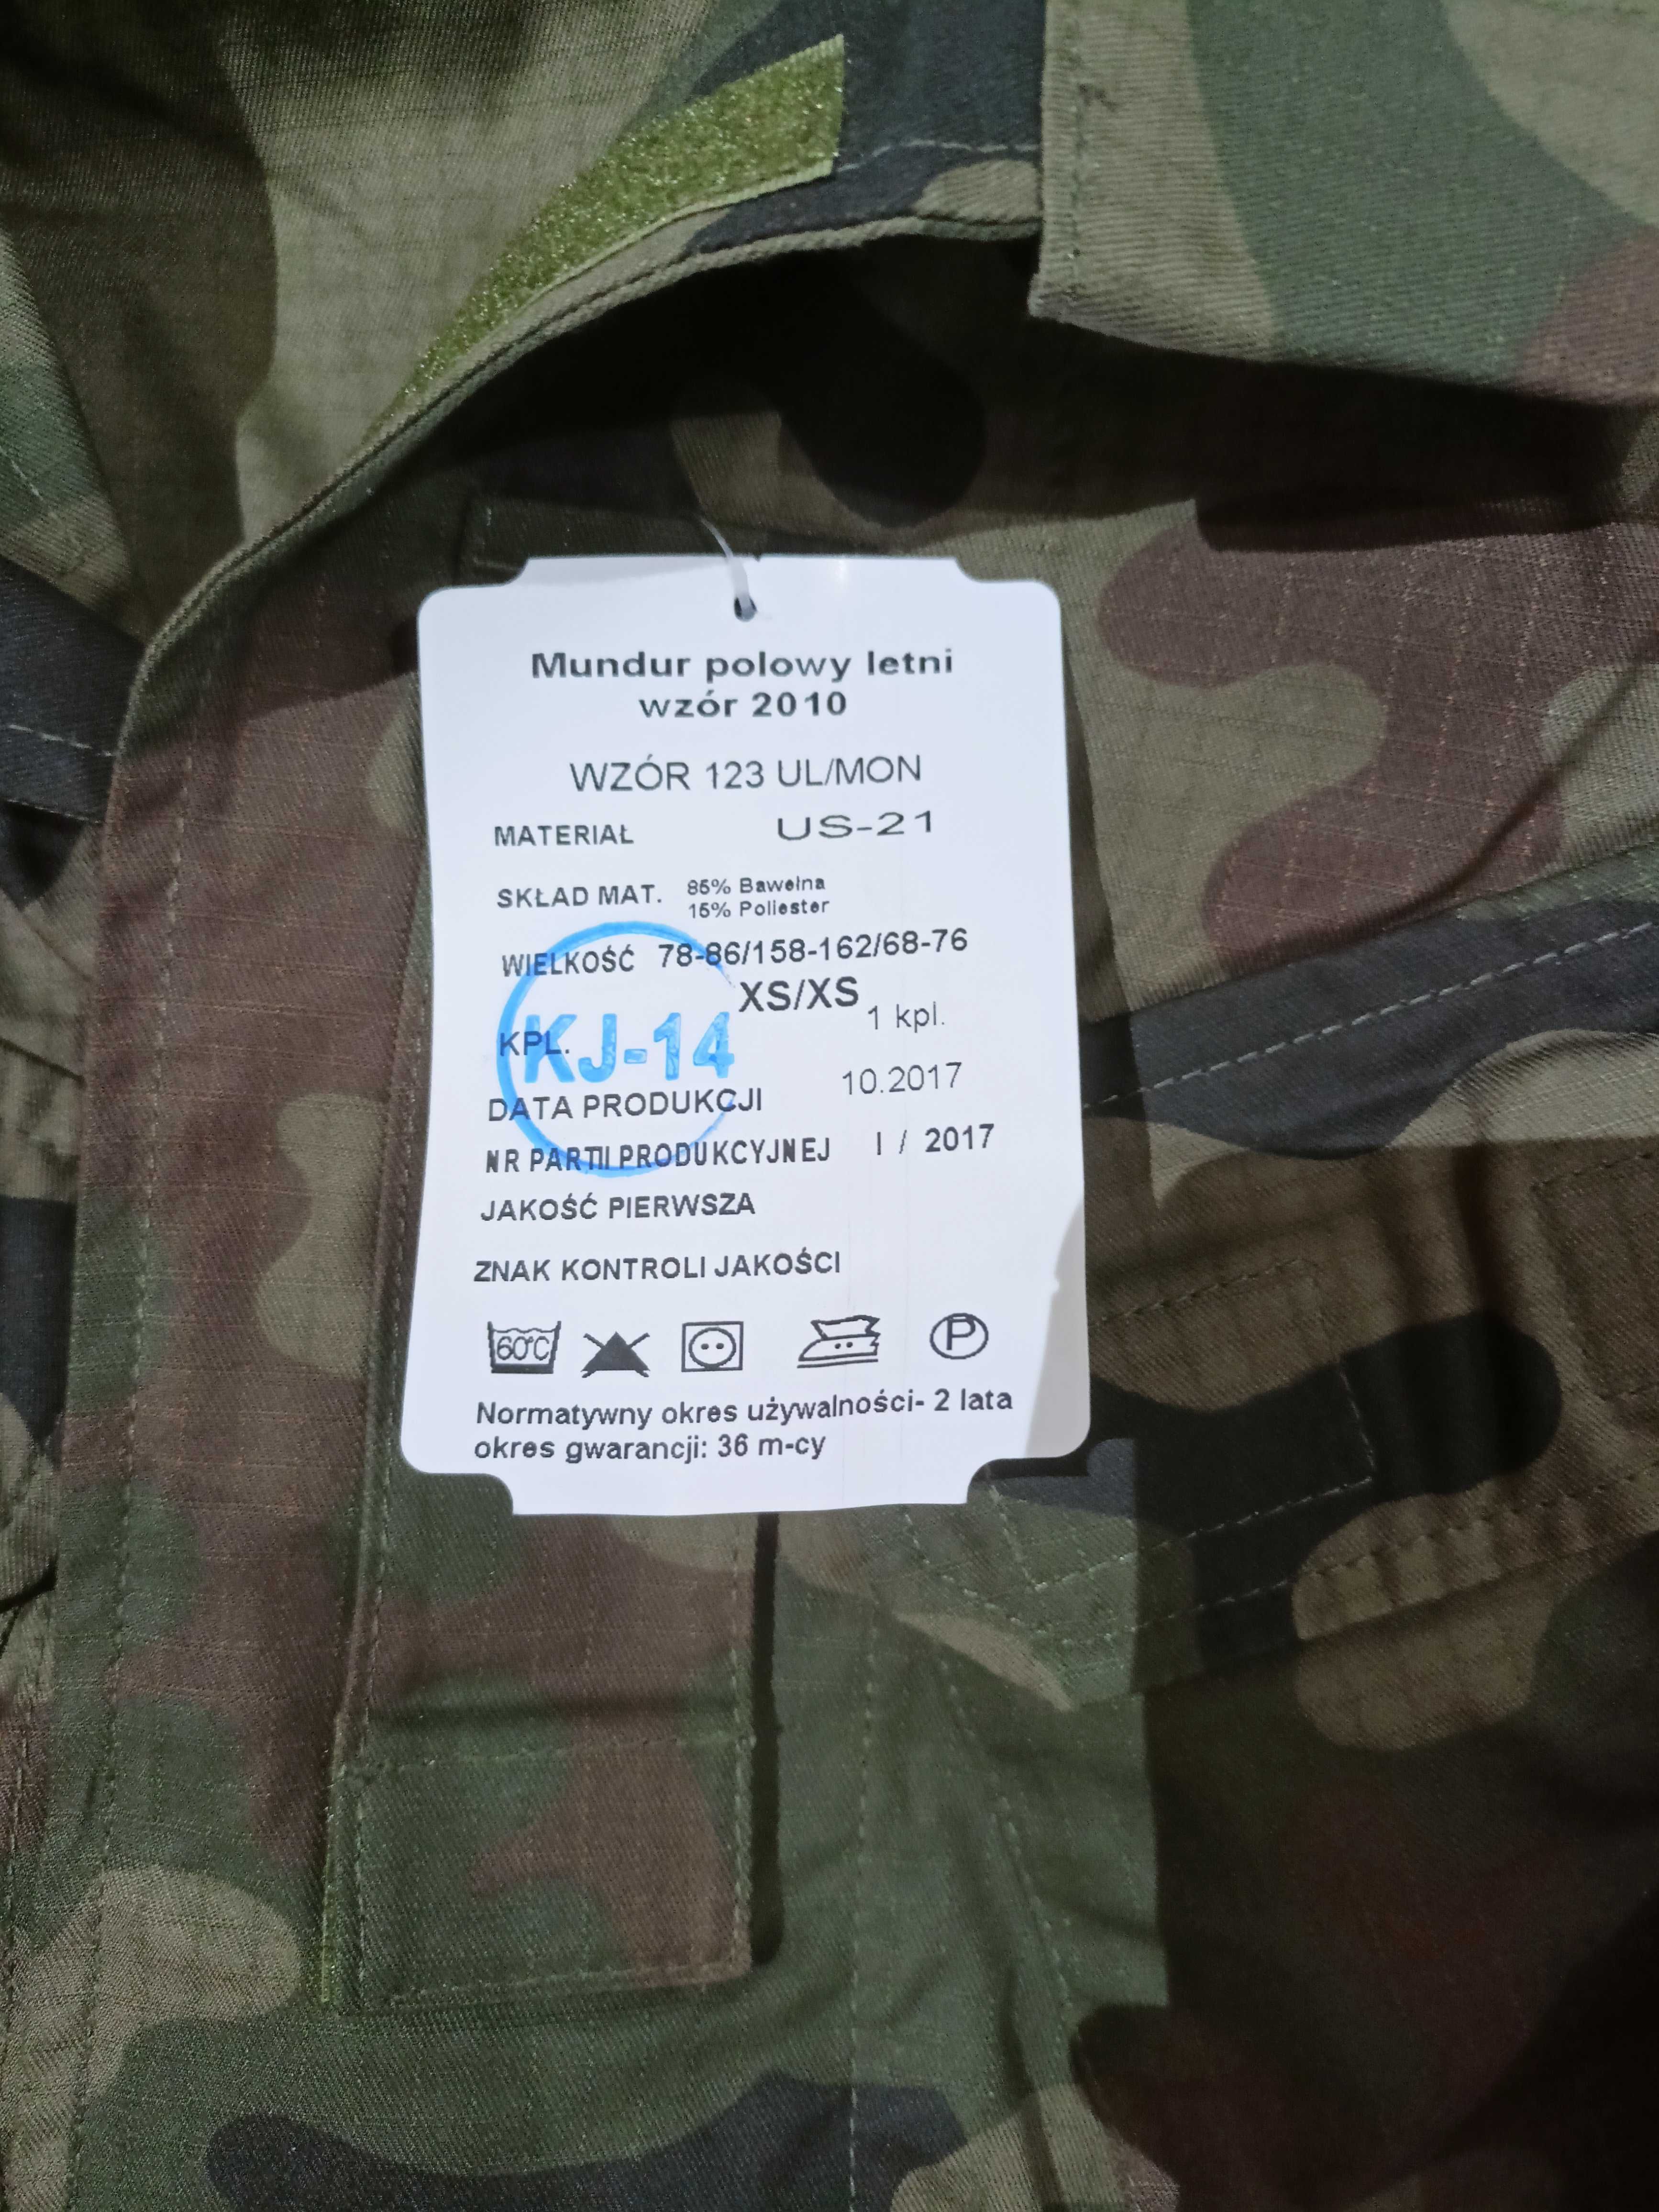 Mundur polowy letni
wzór 2010
WZÓR 123 UL/MON
MATERIAŁ US-21
SKŁAD MAT. 85% Bawełna
15% Poliester
WIELKOŚĆ 78-86/158-162/68-76
XS/XS
KPL. 1 kpl.
KJ-14
DATA PRODUKCJI 10.2017
NR PARTII PRODUKCYJNEJ I / 2017
JAKOŚĆ PIERWSZA
ZNAK KONTROLI JAKOŚCI
60°C P
Normatywny okres używalności- 2 lata
okres gwarancji: 36 m-cy